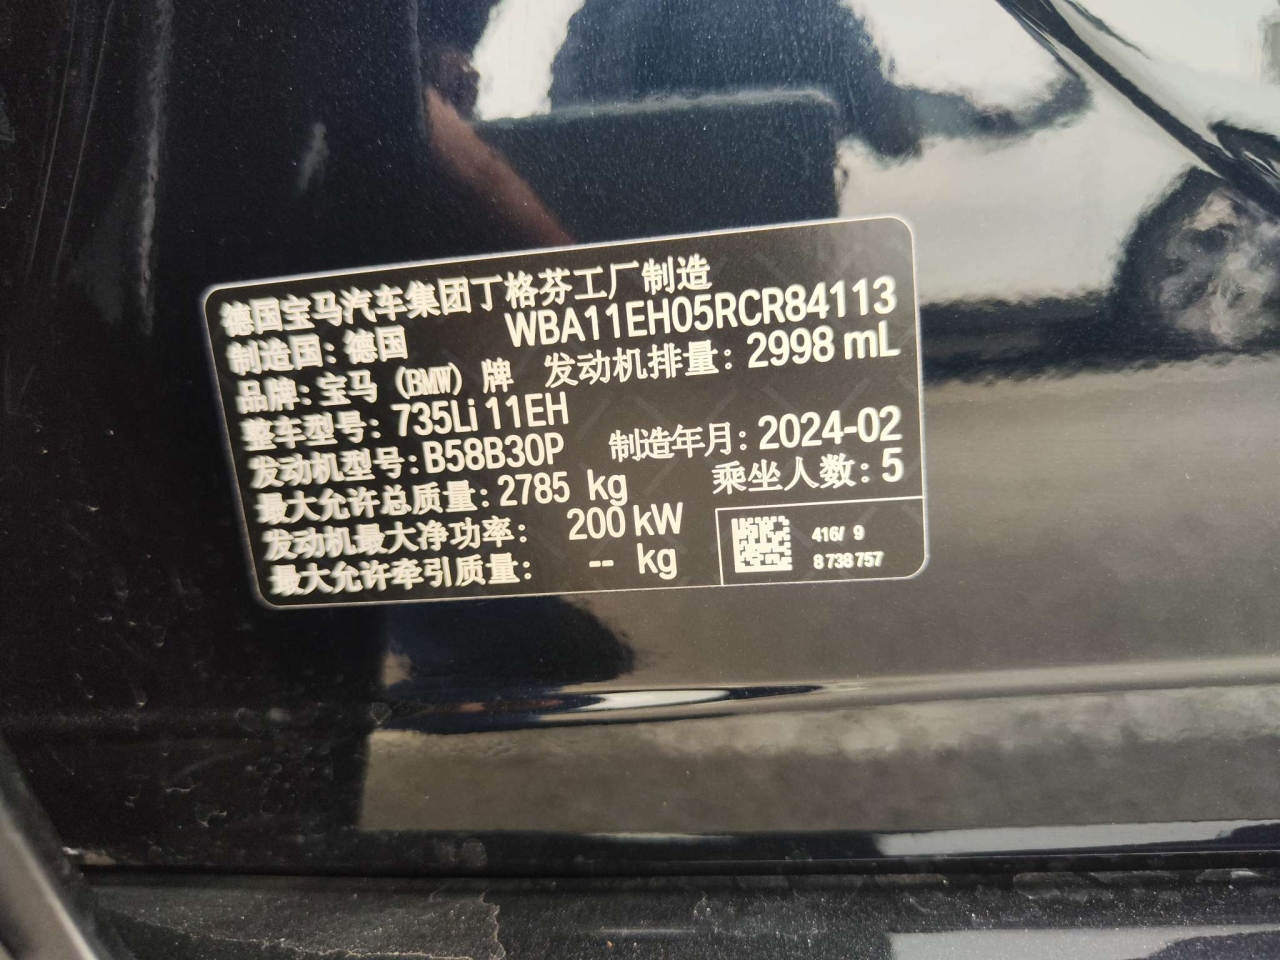 德国宝马汽车集团丁格芬工厂制造
制造国：德国 WBA11EH05RCR84113
品牌：宝马（BMW）牌 发动机排量：2998 mL
整车型号：735Li 11EH
发动机型号：B58B30P 制造年月：2024-02
最大允许总质量：2785 kg 乘坐人数：5
发动机最大净功率： 200 kW
最大允许牵引质量： -- kg
416/ 9
8 738 757